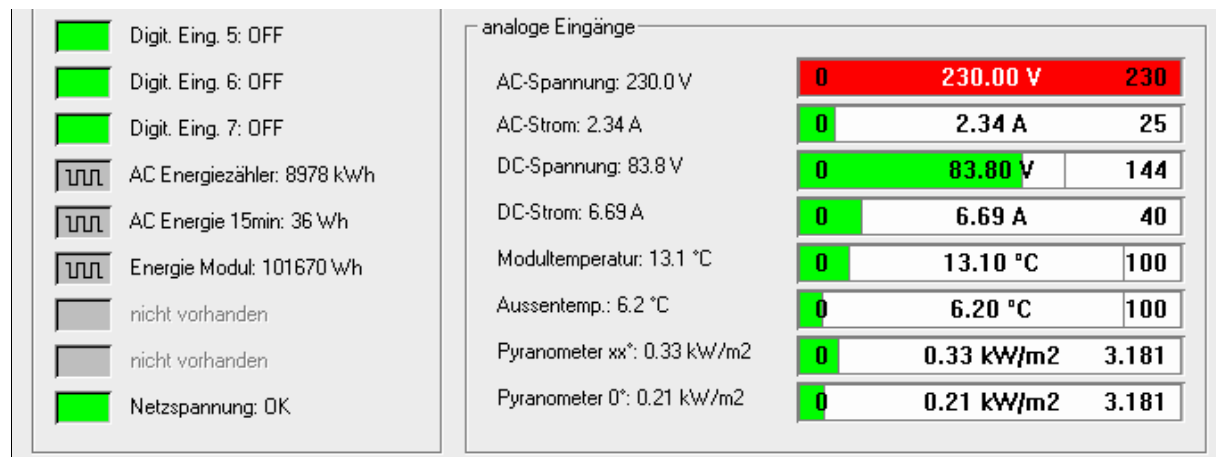 Digit. Eing. 5: OFF
Digit. Eing. 6: OFF
Digit. Eing. 7: OFF
AC Energiezähler: 8978 kWh
AC Energie 15min: 36 Wh
Energie Modul: 101670 Wh
nicht vorhanden
nicht vorhanden
Netzspannung: OK
analoge Eingänge
AC-Spannung: 230.0 V 0 230.00 V 230
AC-Strom: 2.34 A 0 2.34 A 25
DC-Spannung: 83.8 V 0 83.80 V 144
DC-Strom: 6.69 A 0 6.69 A 40
Modultemperatur: 13.1 °C 0 13.10 °C 100
Aussentemp.: 6.2 °C 0 6.20 °C 100
Pyranometer xx°: 0.33 kW/m2 0 0.33 kW/m2 3.181
Pyranometer 0°: 0.21 kW/m2 0 0.21 kW/m2 3.181